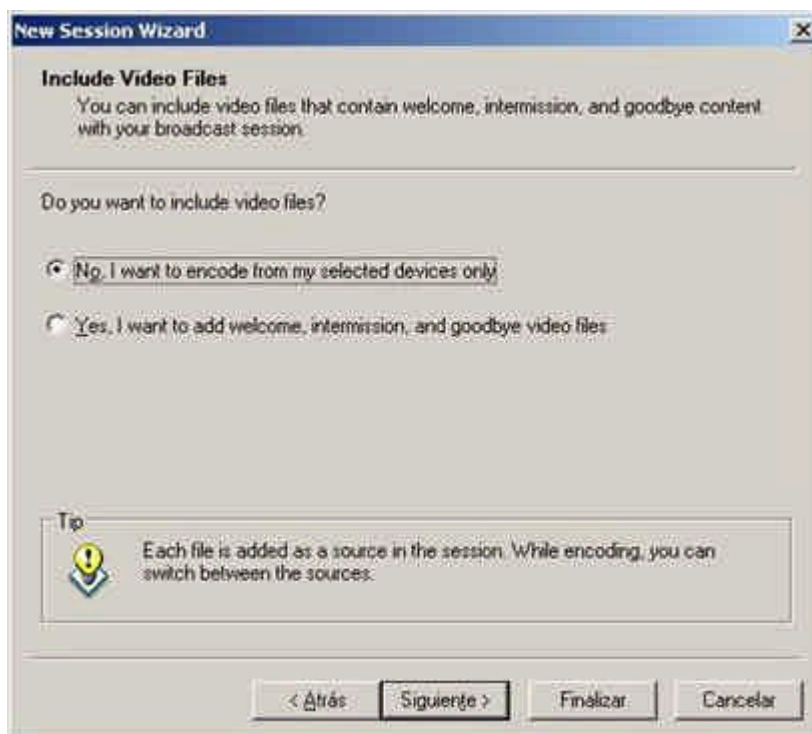 New Session Wizard
Include Video Files
You can include video files that contain welcome, intermission, and goodbye content
with your broadcast session.
Do you want to include video files?
No, I want to encode from my selected devices only
Yes, I want to add welcome, intermission, and goodbye video files
Tip
Each file is added as a source in the session. While encoding, you can
switch between the sources.
< Atrás Siguiente > Finalizar Cancelar